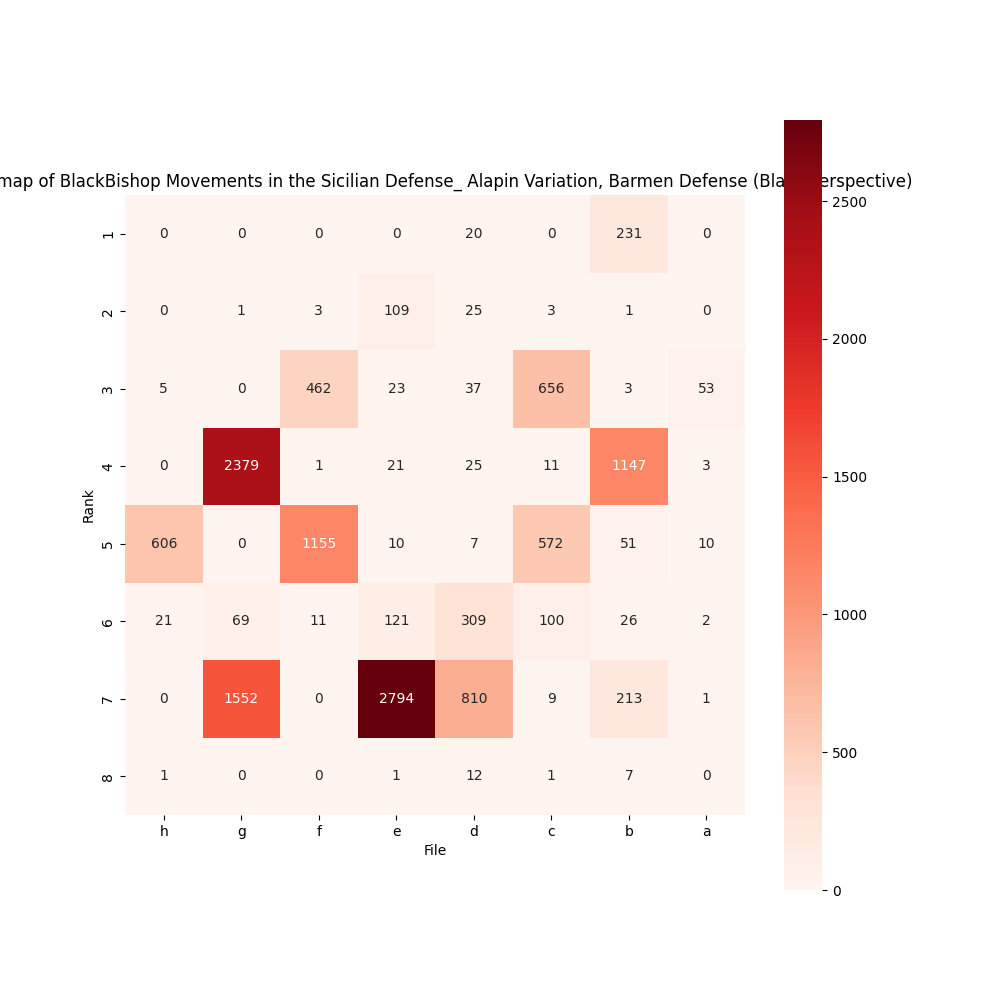 map of BlackBishop Movements in the Sicilian Defense_ Alapin Variation, Barmen Defense (Bla erspective)
1 0 0 0 0 20 0 231 0
2 0 1 3 109 25 3 1 0
3 5 0 462 23 37 656 3 53
4 0 2379 1 21 25 11 1147 3
5 606 0 1155 10 7 572 51 10
6 21 69 11 121 309 100 26 2
7 0 1552 0 2794 810 9 213 1
8 1 0 0 1 12 1 7 0
h g f e d c b a
File
Rank
2500
2000
1500
1000
500
0